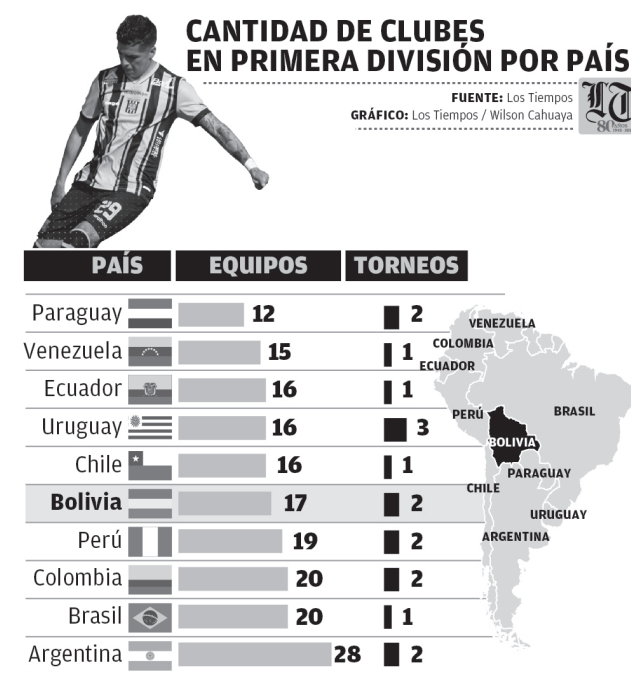 CANTIDAD DE CLUBES
EN PRIMERA DIVISIÓN POR PAÍS
FUENTE: Los Tiempos
GRÁFICO: Los Tiempos / Wilson Cahuaya
LT
80
29
PAÍS EQUIPOS TORNEOS
Paraguay 12 2
Venezuela 15 1
Ecuador 16 1
Uruguay 16 3
Chile 16 1
Bolivia 17 2
Perú 19 2
Colombia 20 2
Brasil 20 1
Argentina 28 2
VENEZUELA
COLOMBIA
ECUADOR
PERÚ
BRASIL
BOLIVIA
PARAGUAY
CHILE
URUGUAY
ARGENTINA